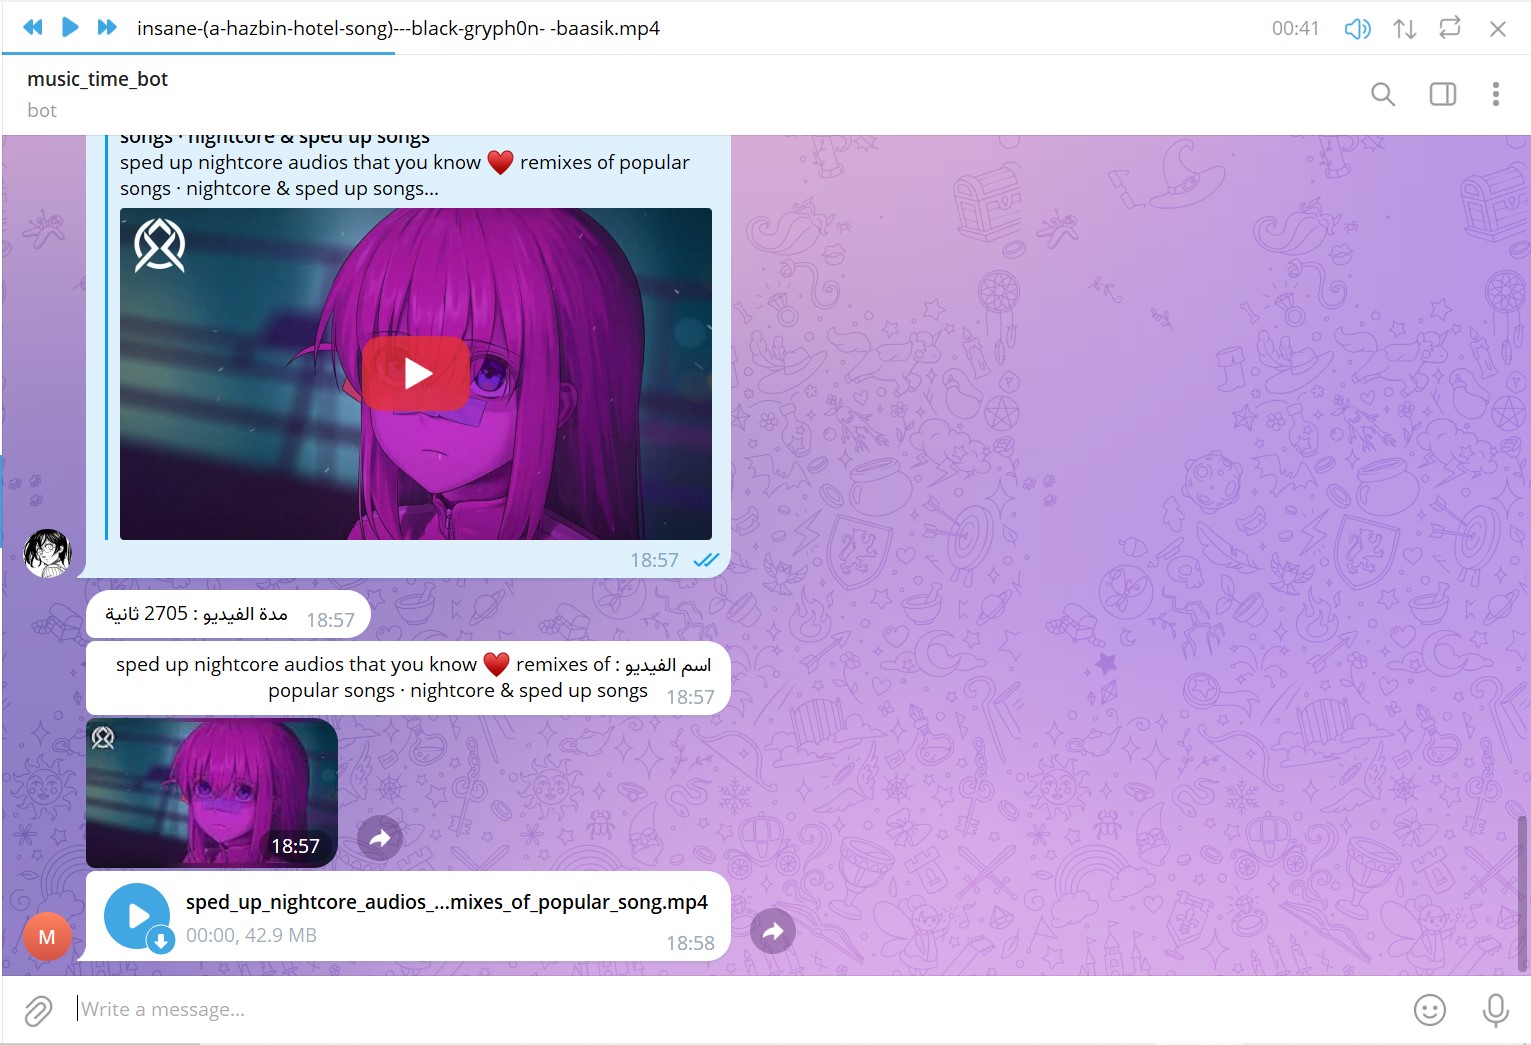 insane-(a-hazbin-hotel-song)---black-gryph0n- -baasik.mp4
00:41
music_time_bot
bot
songs · nightcore & sped up songs
sped up nightcore audios that you know ❤️ remixes of popular
songs · nightcore & sped up songs...
18:57
مدة الفيديو : 2705 ثانية
18:57
اسم الفيديو : sped up nightcore audios that you know ❤️ remixes of
popular songs · nightcore & sped up songs
18:57
18:57
M
sped_up_nightcore_audios_...mixes_of_popular_song.mp4
00:00, 42.9 MB
18:58
Write a message...